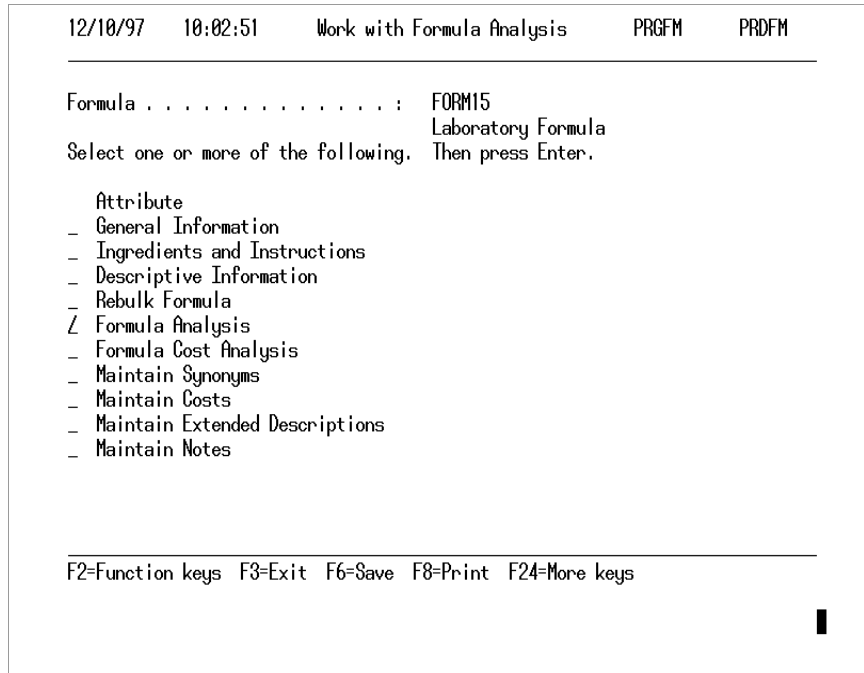 12/10/97 10:02:51 Work with Formula Analysis PRGFM PRDFM
Formula . . . . . . . . . . . . . . : FORM15
Laboratory Formula
Select one or more of the following. Then press Enter.
Attribute
_ General Information
_ Ingredients and Instructions
_ Descriptive Information
_ Rebulk Formula
/ Formula Analysis
_ Formula Cost Analysis
_ Maintain Synonyms
_ Maintain Costs
_ Maintain Extended Descriptions
_ Maintain Notes
F2=Function keys F3=Exit F6=Save F8=Print F24=More keys